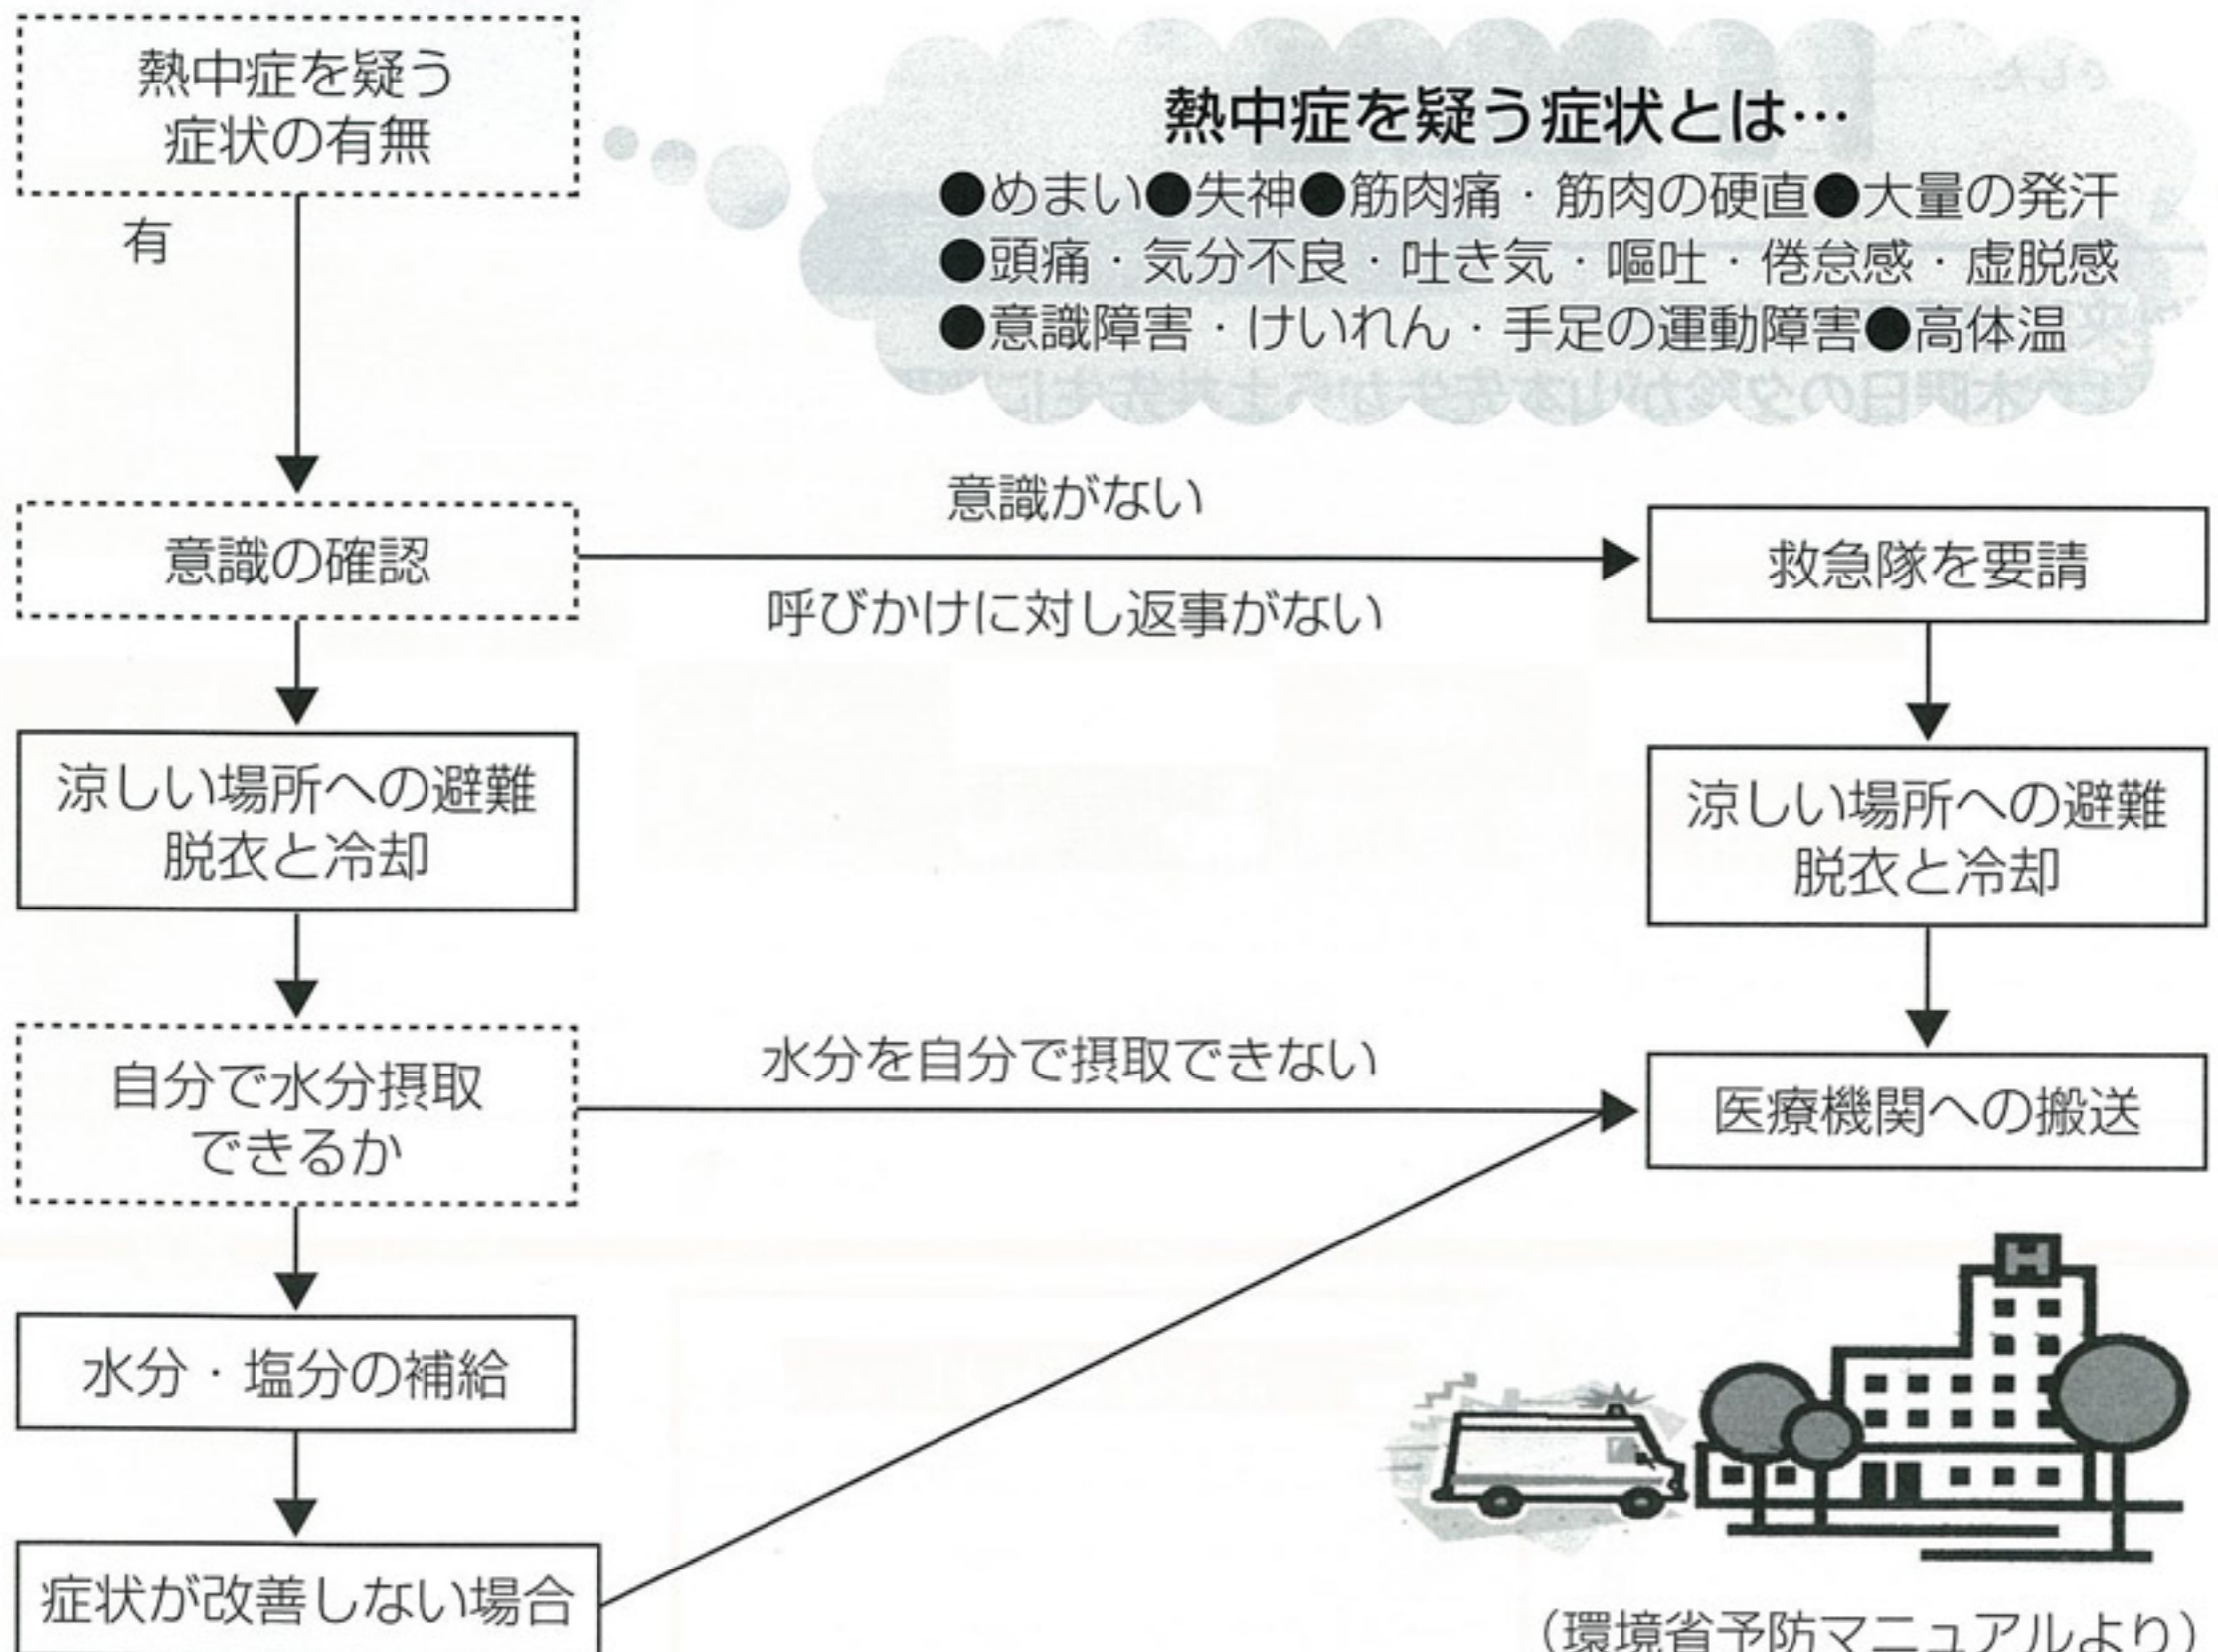 熱中症を疑う
症状の有無
熱中症を疑う症状とは…
●めまい●失神●筋肉痛・筋肉の硬直●大量の発汗
●頭痛・気分不良・吐き気・嘔吐・倦怠感・虚脱感
●意識障害・けいれん・手足の運動障害●高体温
有
意識の確認
意識がない
呼びかけに対し返事がない
救急隊を要請
涼しい場所への避難
脱衣と冷却
涼しい場所への避難
脱衣と冷却
自分で水分摂取
できるか
水分を自分で摂取できない
医療機関への搬送
水分・塩分の補給
症状が改善しない場合
H
（環境省予防マニュアルより）